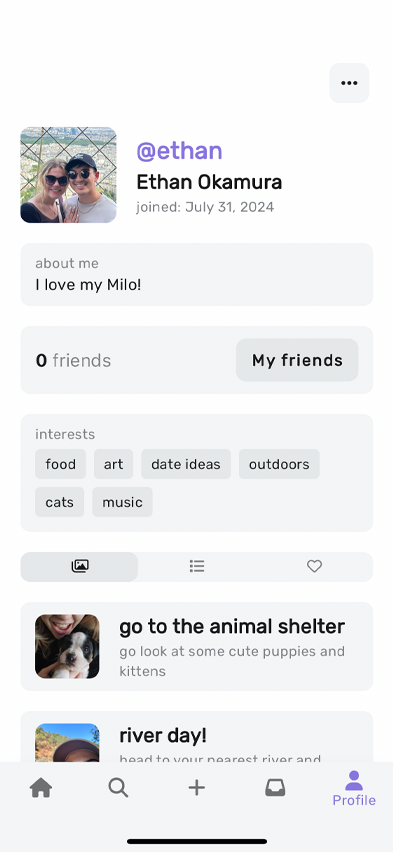 @ethan
Ethan Okamura
joined: July 31, 2024
about me
I love my Milo!
0 friends
My friends
interests
food art date ideas outdoors
cats music
go to the animal shelter
go look at some cute puppies and
kittens
river day!
head to your nearest river and
Profile